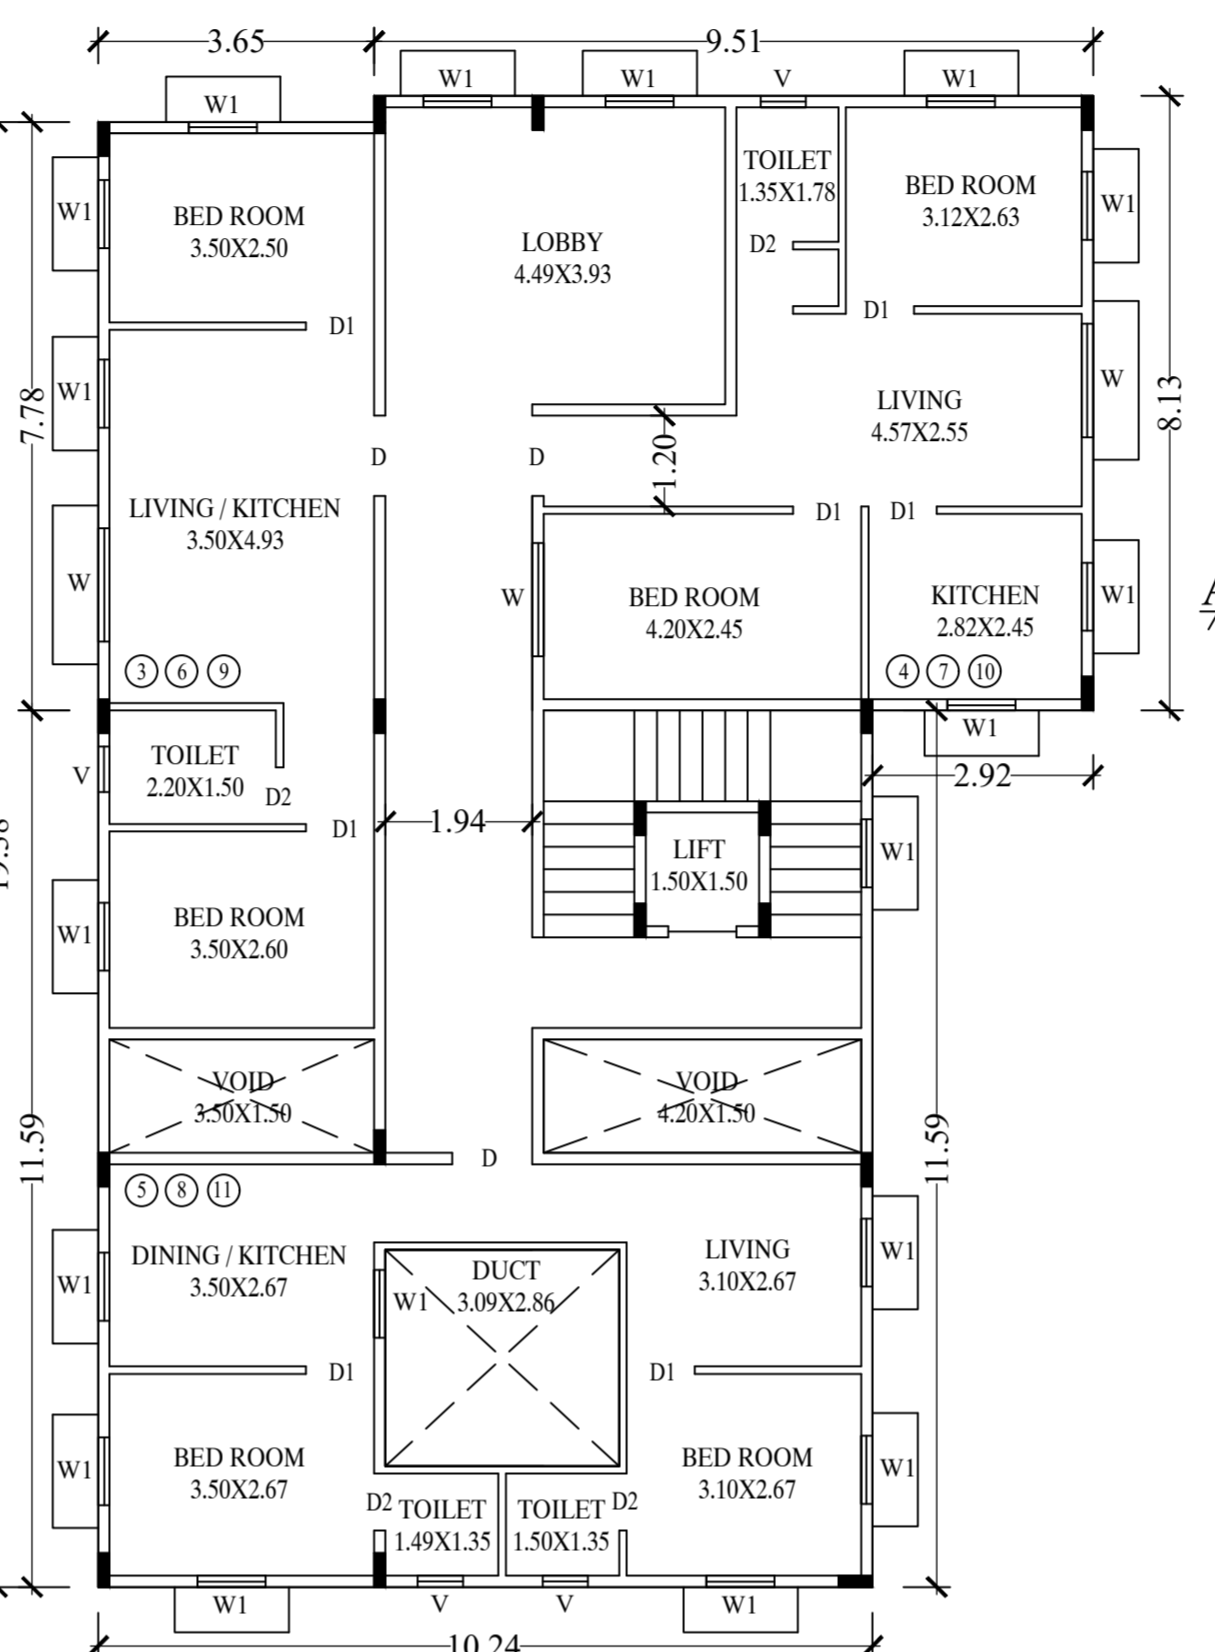 3.65
9.51
W1
W1
V
W1
W1
W1
BED ROOM
3.50X2.50
LOBBY
4.49X3.93
TOILET
1.35X1.78
D2
BED ROOM
3.12X2.63
W1
D1
D1
W1
7.78
D
D
1.20
LIVING
4.57X2.55
W
8.13
LIVING / KITCHEN
3.50X4.93
D1
D1
W
W
BED ROOM
4.20X2.45
KITCHEN
2.82X2.45
W1
3 6 9
4 7 10
W1
TOILET
2.20X1.50
V
D2
2.92
D1
1.94
LIFT
1.50X1.50
W1
BED ROOM
3.50X2.60
W1
VOID
3.50X1.50
VOID
4.20X1.50
11.59
11.59
D
5 8 11
DINING / KITCHEN
3.50X2.67
W1
DUCT
3.09X2.86
W1
LIVING
3.10X2.67
W1
D1
D1
BED ROOM
3.50X2.67
W1
BED ROOM
3.10X2.67
W1
D2
TOILET
1.49X1.35
TOILET
1.50X1.35
D2
W1
V
V
W1
10.24